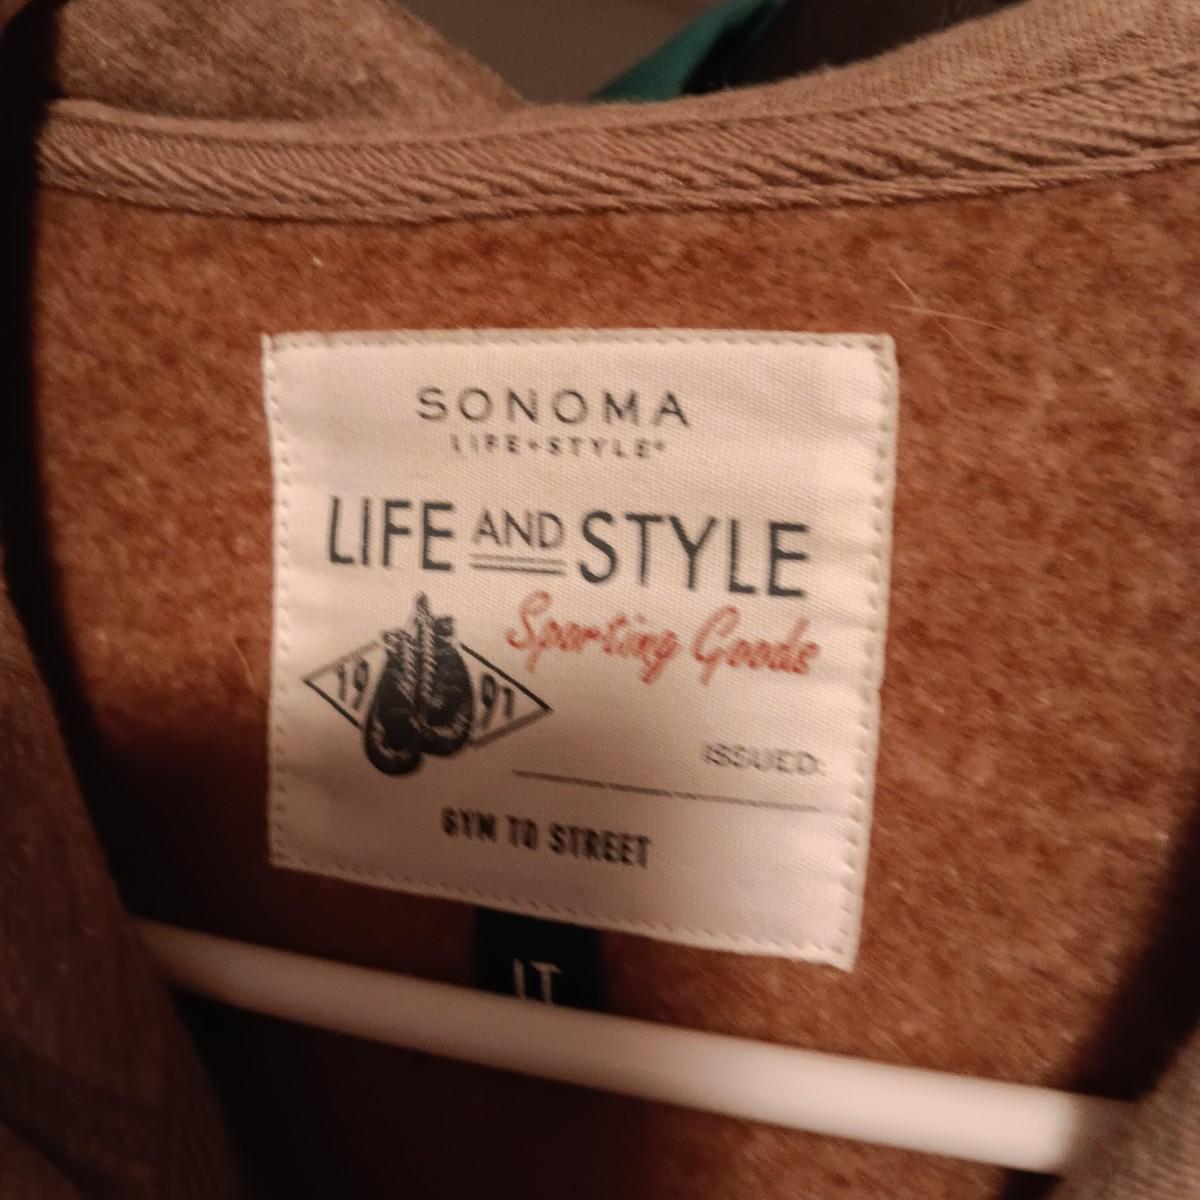 SONOMA
LIFE+STYLE®
LIFE AND STYLE
Sporting Goods
19 91
ISSUED:
GYM TO STREET
LT